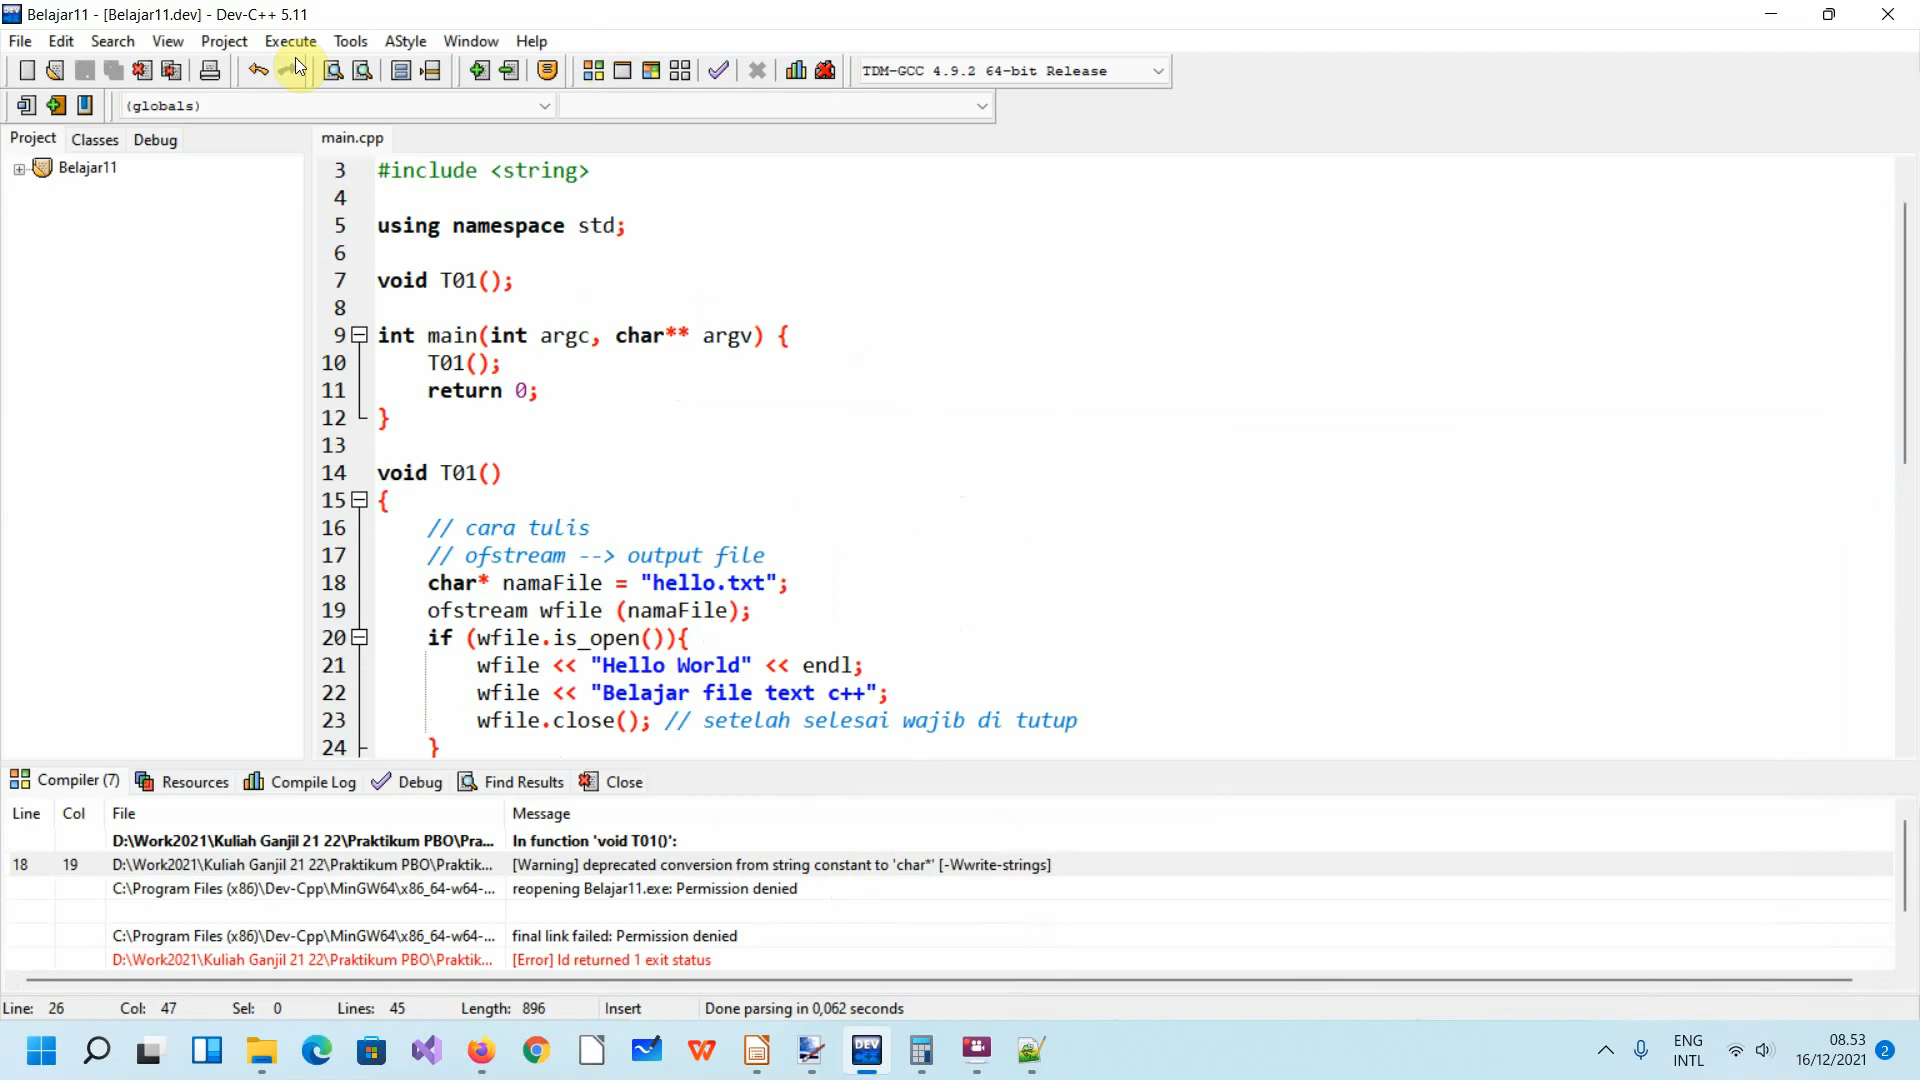 Belajar11 - [Belajar11.dev] - Dev-C++ 5.11
File Edit Search View Project Execute Tools AStyle Window Help
TDM-GCC 4.9.2 64-bit Release
(globals)
Project Classes Debug
main.cpp
Belajar11
3 #include <string>
4
5 using namespace std;
6
7 void T01();
8
9 int main(int argc, char** argv) {
10 T01();
11 return 0;
12 }
13
14 void T01()
15 {
16 // cara tulis
17 // ofstream --> output file
18 char* namaFile = "hello.txt";
19 ofstream wfile (namaFile);
20 if (wfile.is_open()){
21 wfile << "Hello World" << endl;
22 wfile << "Belajar file text c++";
23 wfile.close(); // setelah selesai wajib di tutup
24 }
Compiler (7) Resources Compile Log Debug Find Results Close
Line Col File Message
D:\Work2021\Kuliah Ganjil 21 22\Praktikum PBO\Pra... In function 'void T01()':
18 19 D:\Work2021\Kuliah Ganjil 21 22\Praktikum PBO\Praktik... [Warning] deprecated conversion from string constant to 'char*' [-Wwrite-strings]
C:\Program Files (x86)\Dev-Cpp\MinGW64\x86_64-w64-... reopening Belajar11.exe: Permission denied
C:\Program Files (x86)\Dev-Cpp\MinGW64\x86_64-w64-... final link failed: Permission denied
D:\Work2021\Kuliah Ganjil 21 22\Praktikum PBO\Praktik... [Error] ld returned 1 exit status
Line: 26 Col: 47 Sel: 0 Lines: 45 Length: 896 Insert Done parsing in 0,062 seconds
DEV C++
ENG
INTL
08.53
16/12/2021
2